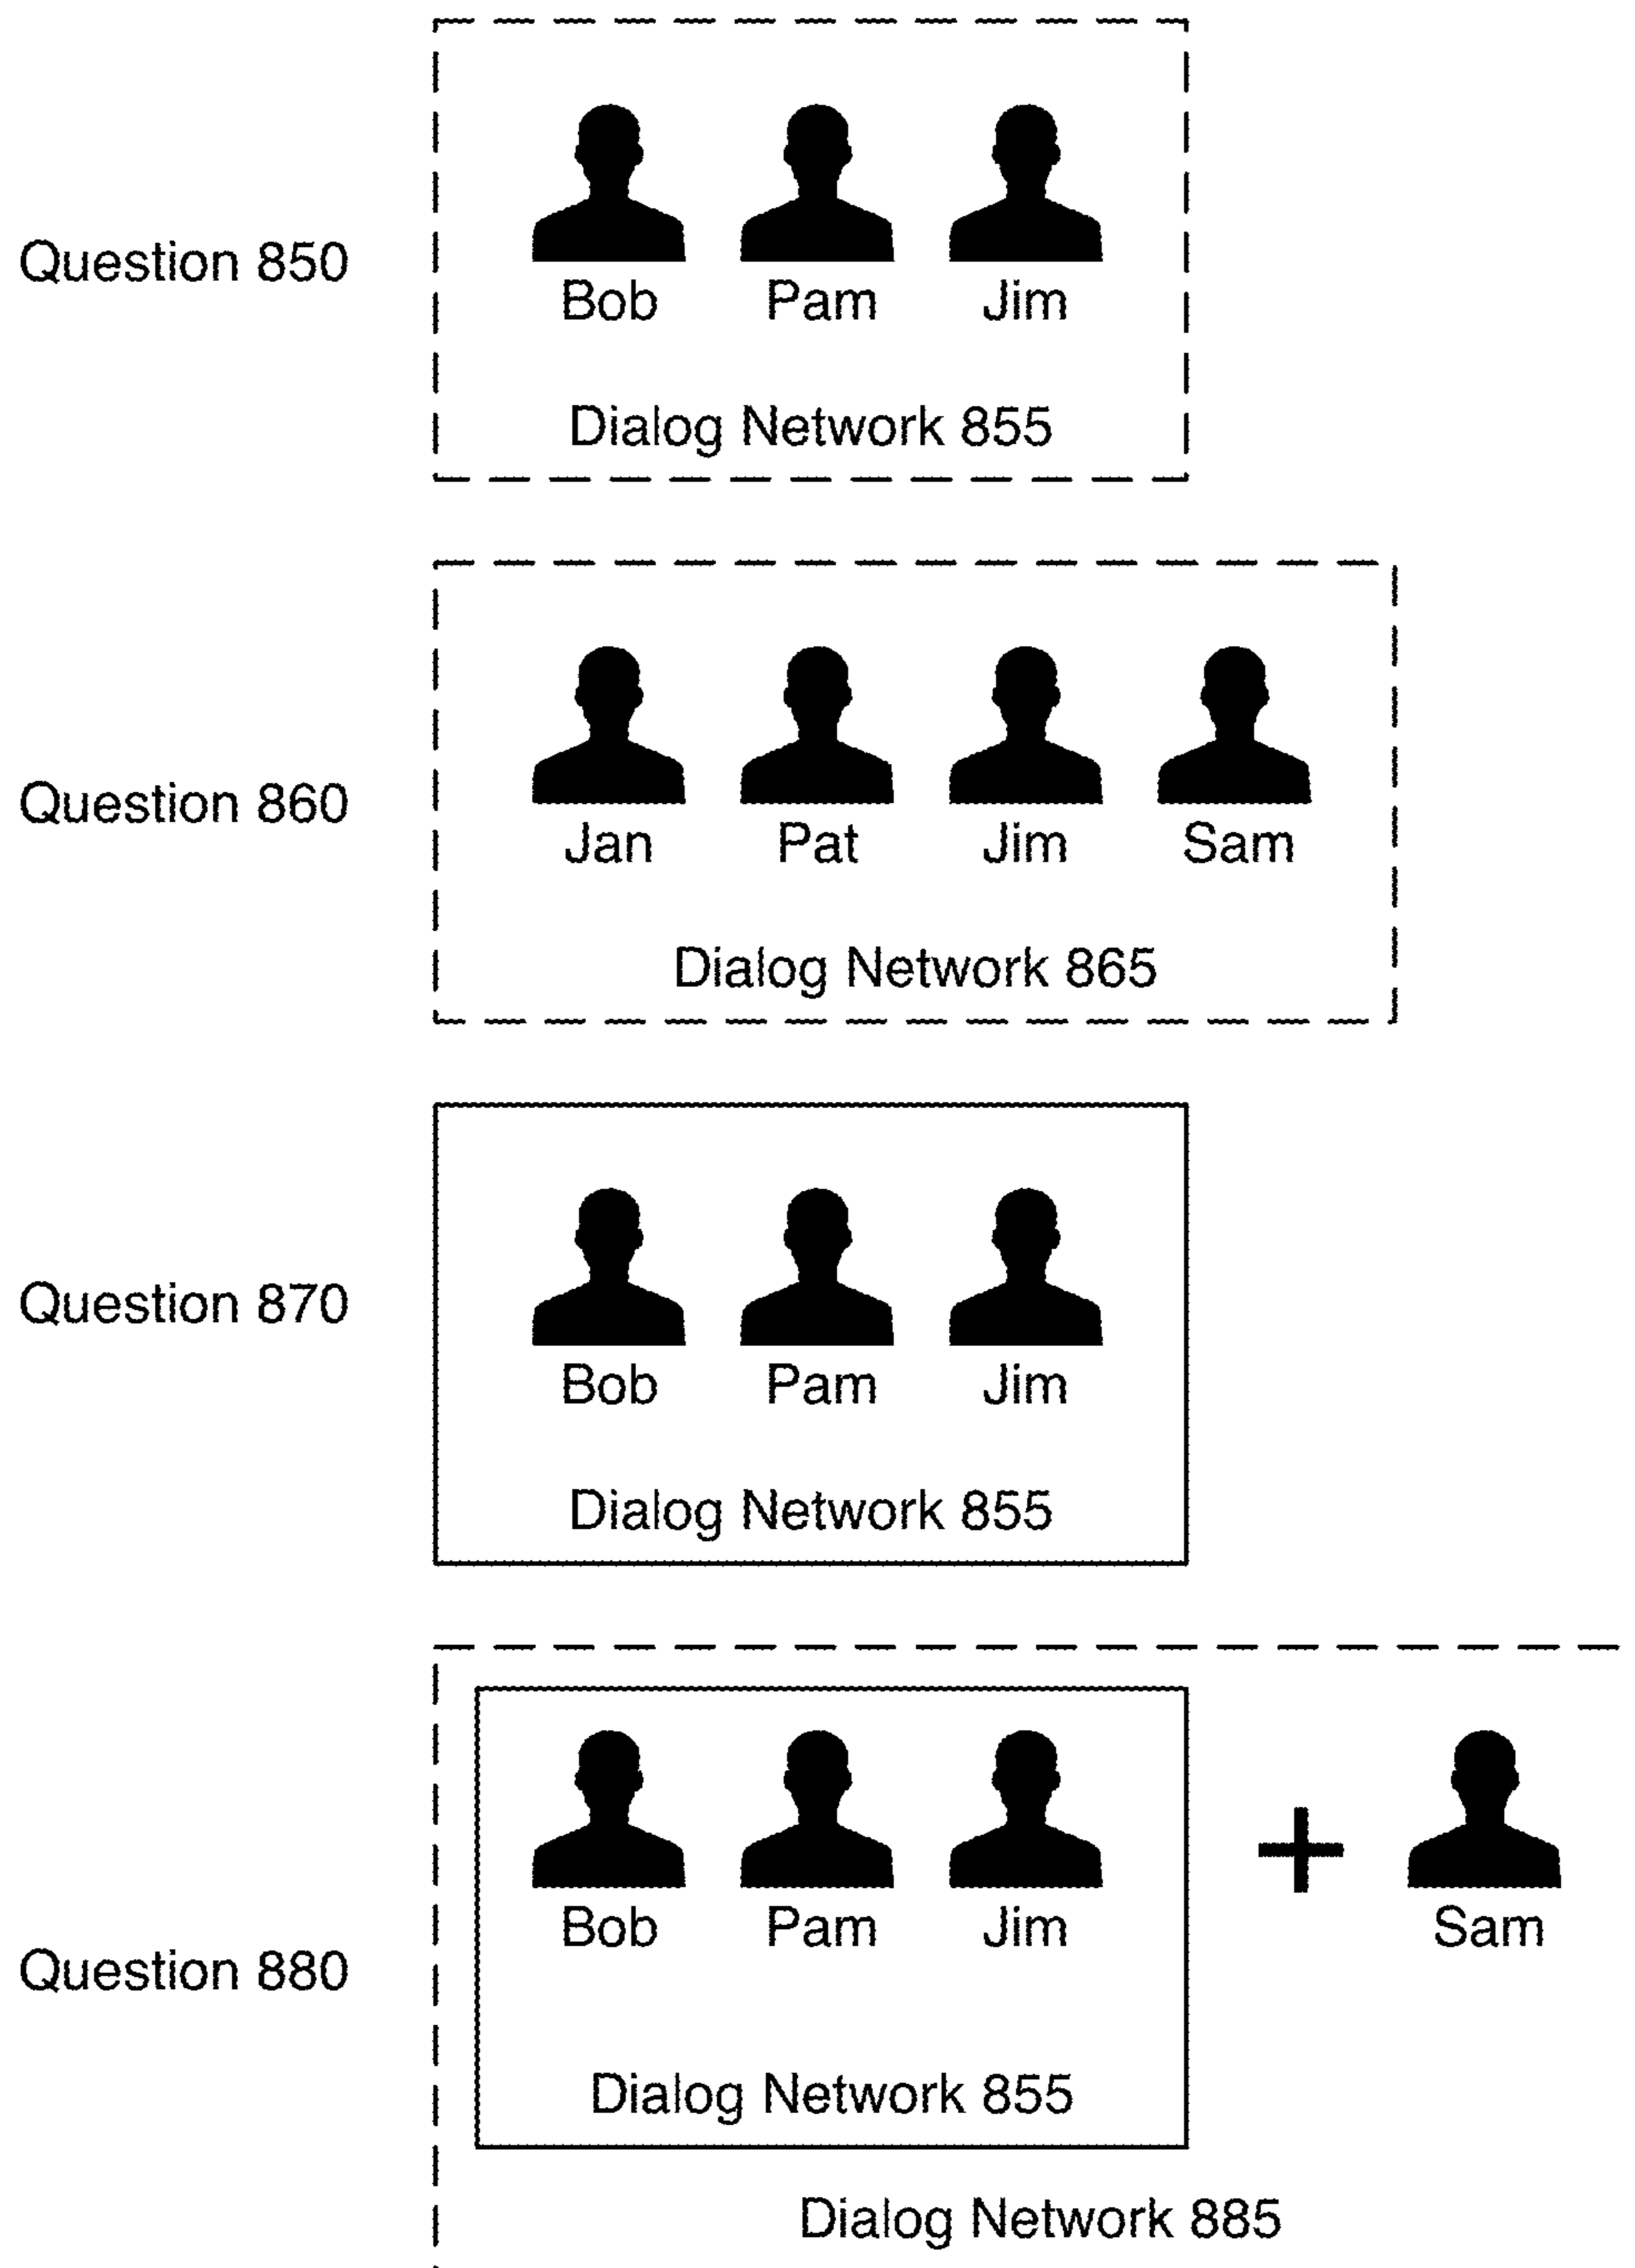 Question 850
Bob Pam Jim
Dialog Network 855
Question 860
Jan Pat Jim Sam
Dialog Network 865
Question 870
Bob Pam Jim
Dialog Network 855
Question 880
Bob Pam Jim + Sam
Dialog Network 855
Dialog Network 885